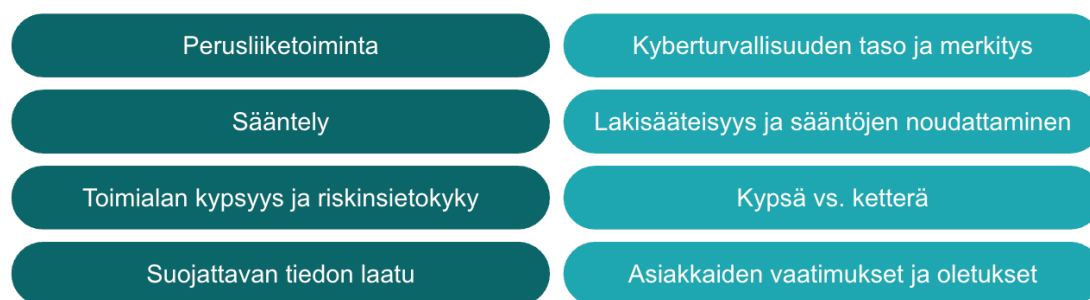 Perusliiketoiminta
Kyberturvallisuuden taso ja merkitys
Sääntely
Lakisääteisyys ja sääntöjen noudattaminen
Toimialan kypsyys ja riskinsietokyky
Kypsä vs. ketterä
Suojattavan tiedon laatu
Asiakkaiden vaatimukset ja oletukset